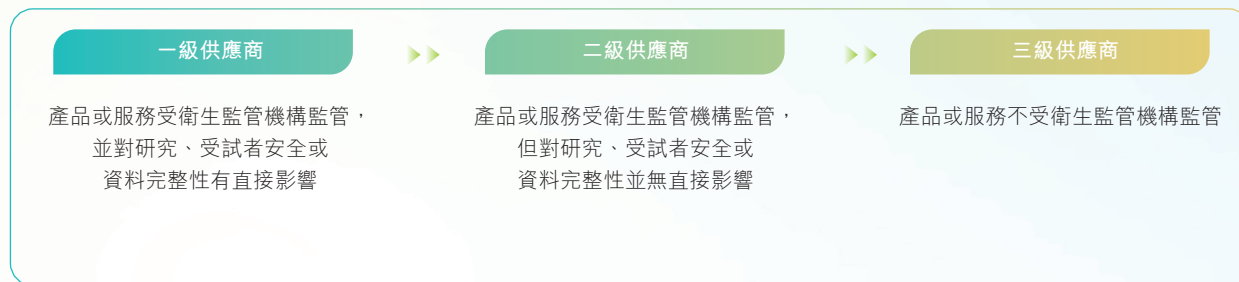 一級供應商
產品或服務受衛生監管機構監管，
並對研究、受試者安全或
資料完整性有直接影響
二級供應商
產品或服務受衛生監管機構監管，
但對研究、受試者安全或
資料完整性並無直接影響
三級供應商
產品或服務不受衛生監管機構監管